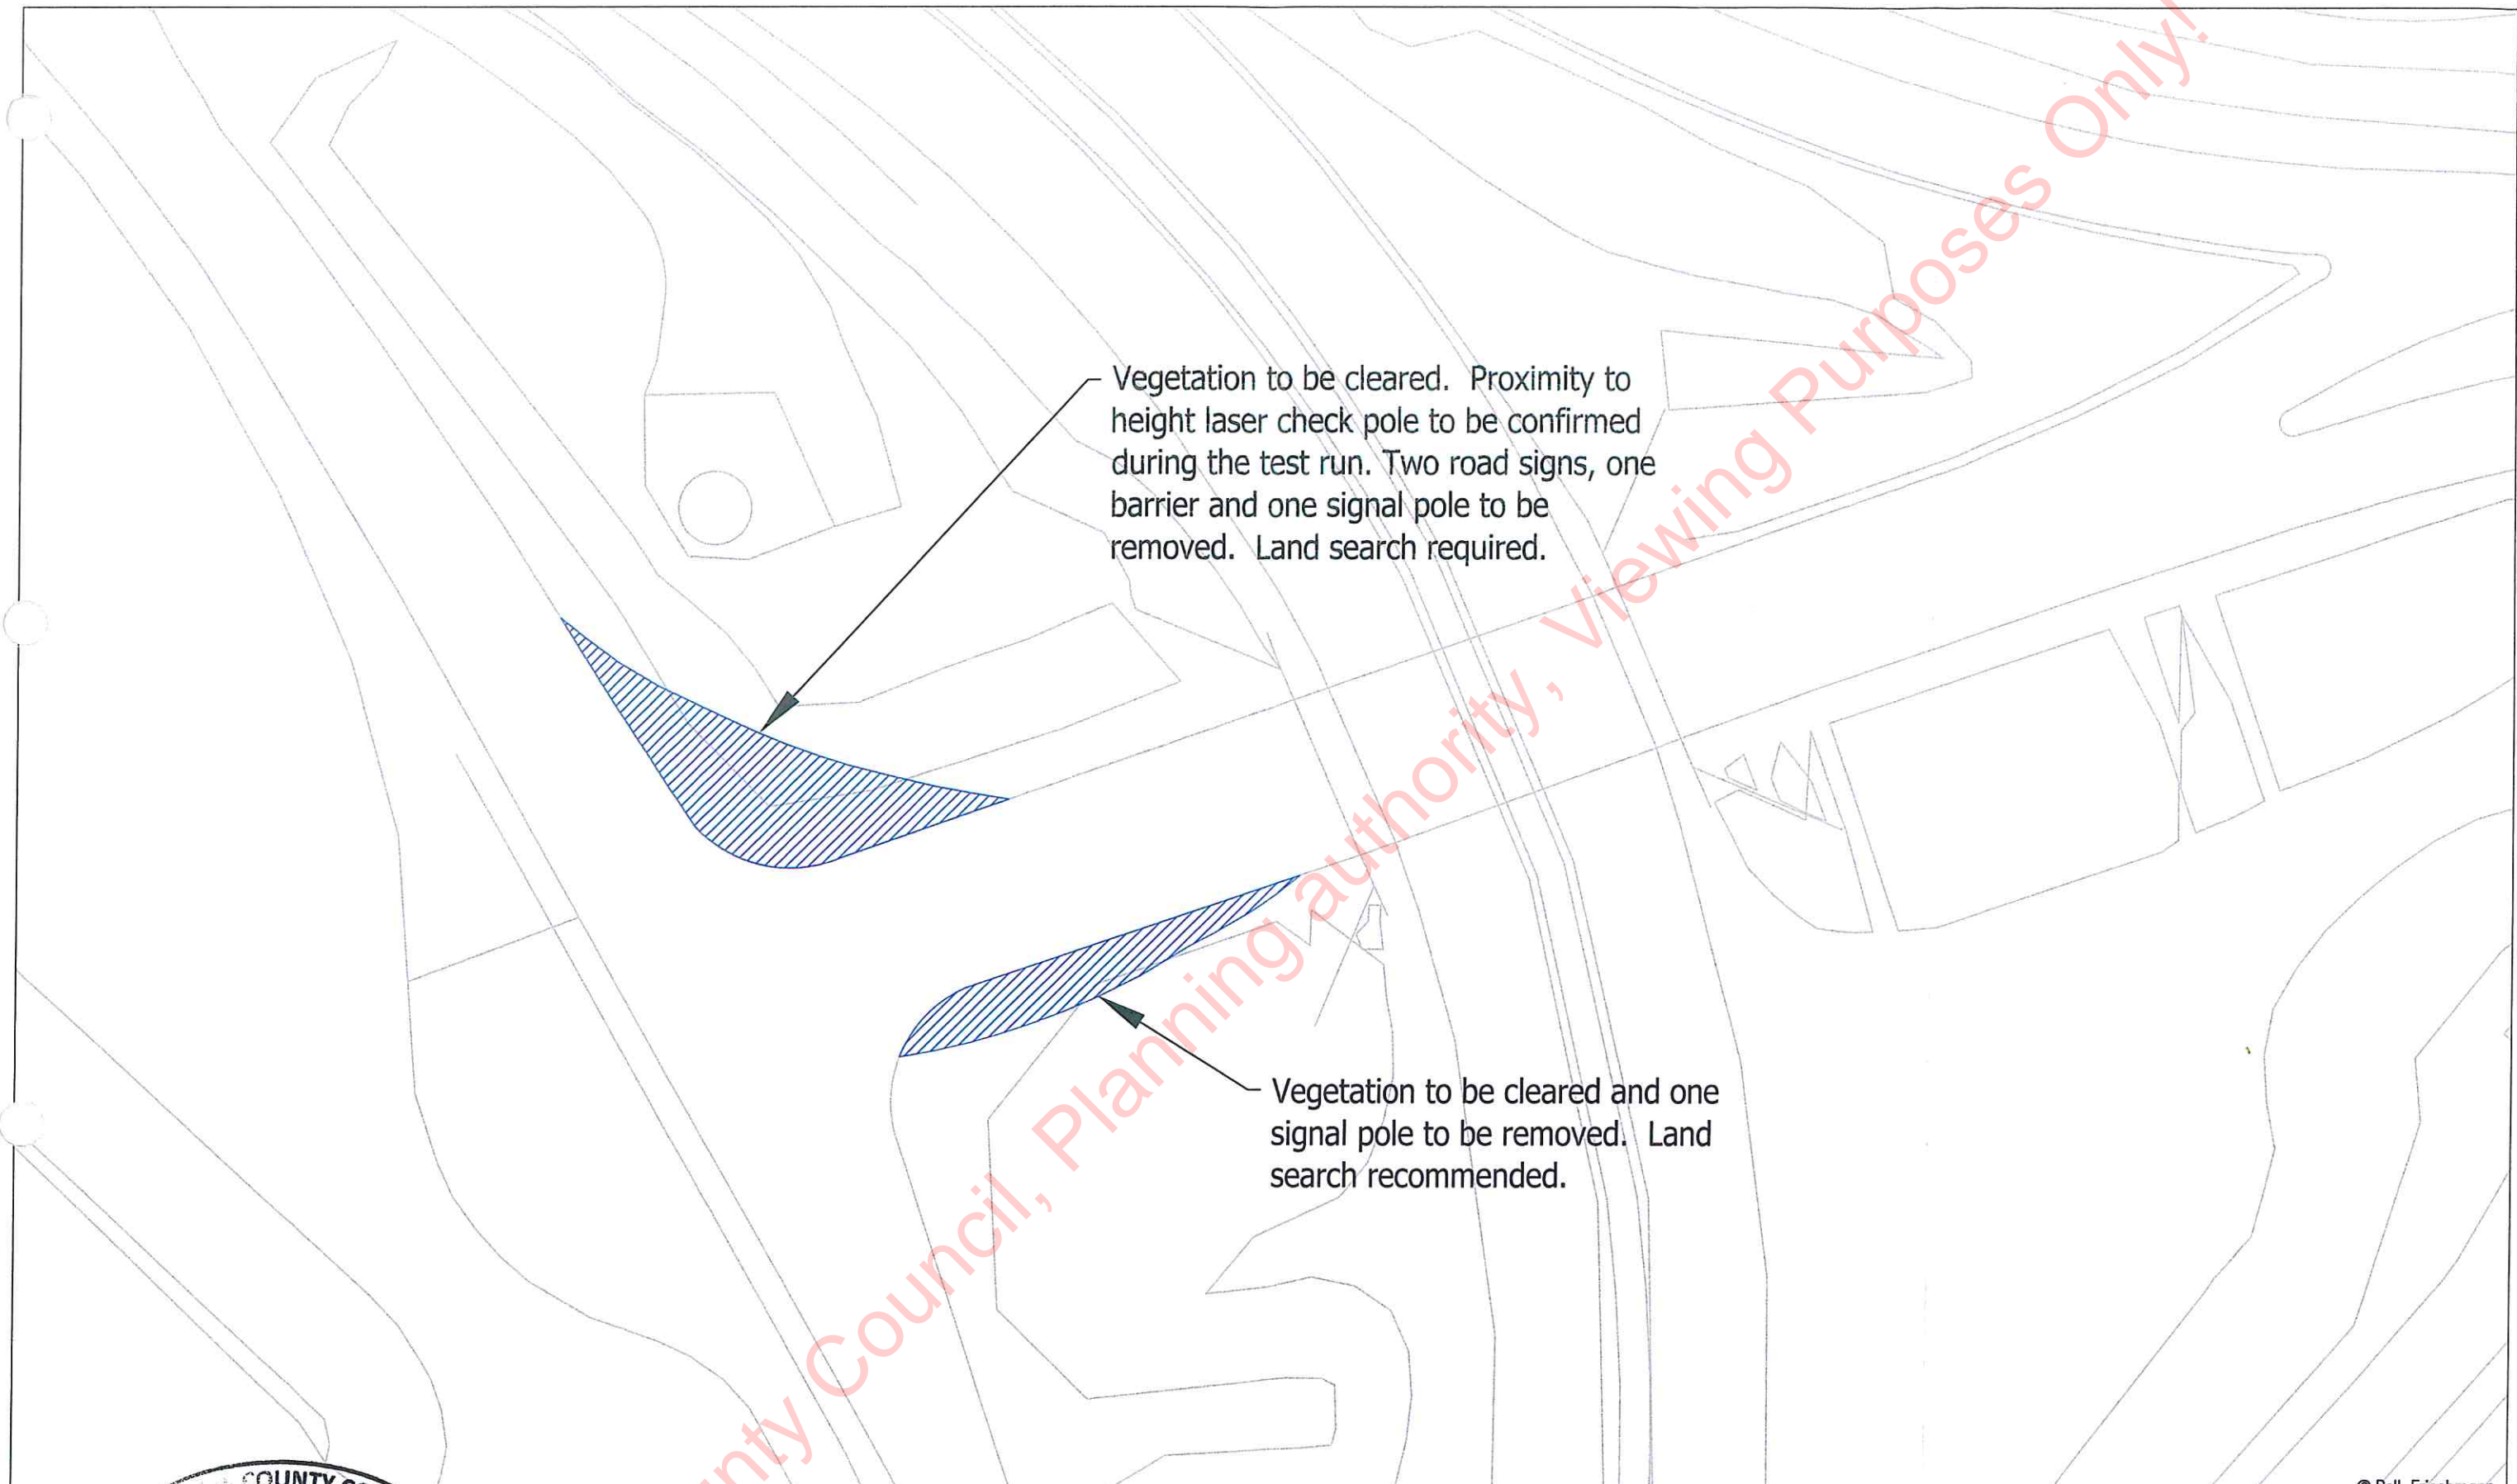 Vegetation to be cleared. Proximity to
height laser check pole to be confirmed
during the test run. Two road signs, one
barrier and one signal pole to be
removed. Land search required.
Vegetation to be cleared and one
signal pole to be removed. Land
search recommended.
Council, Planning authority, Viewing Purposes Only!
COUNTY